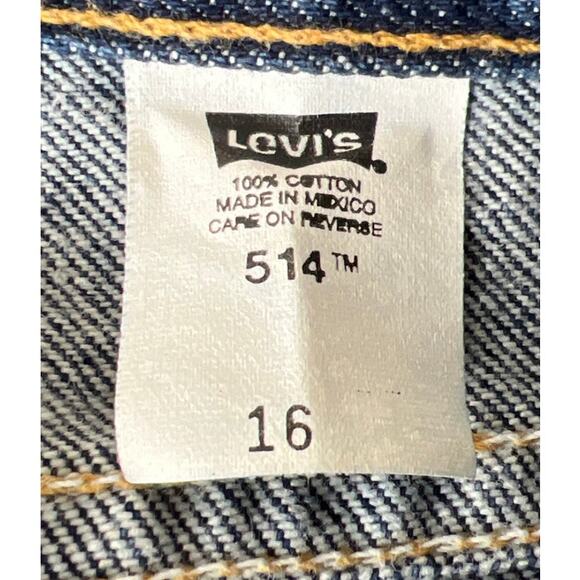 LEVI'S
100% COTTON
MADE IN MEXICO
CARE ON REVERSE
514™
16